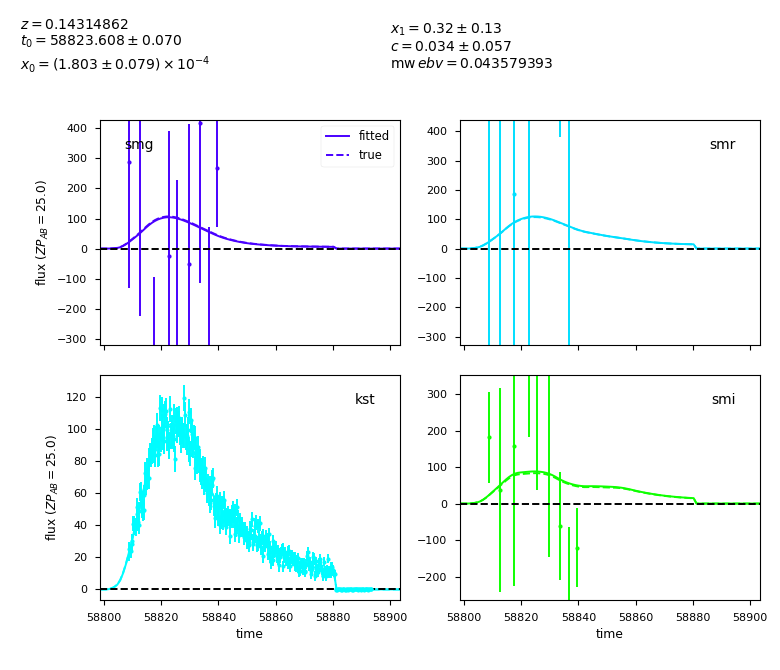 z = 0.14314862
t₀ = 58823.608 ± 0.070
x₀ = (1.803 ± 0.079) × 10⁻⁴
x₁ = 0.32 ± 0.13
c = 0.034 ± 0.057
mw ebv = 0.043579393
smg
fitted
true
400
300
200
100
0
−100
−200
−300
flux (ZP_AB = 25.0)
smr
400
300
200
100
0
−100
−200
−300
kst
120
100
80
60
40
20
0
flux (ZP_AB = 25.0)
58800 58820 58840 58860 58880 58900
time
smi
300
200
100
0
−100
−200
58800 58820 58840 58860 58880 58900
time